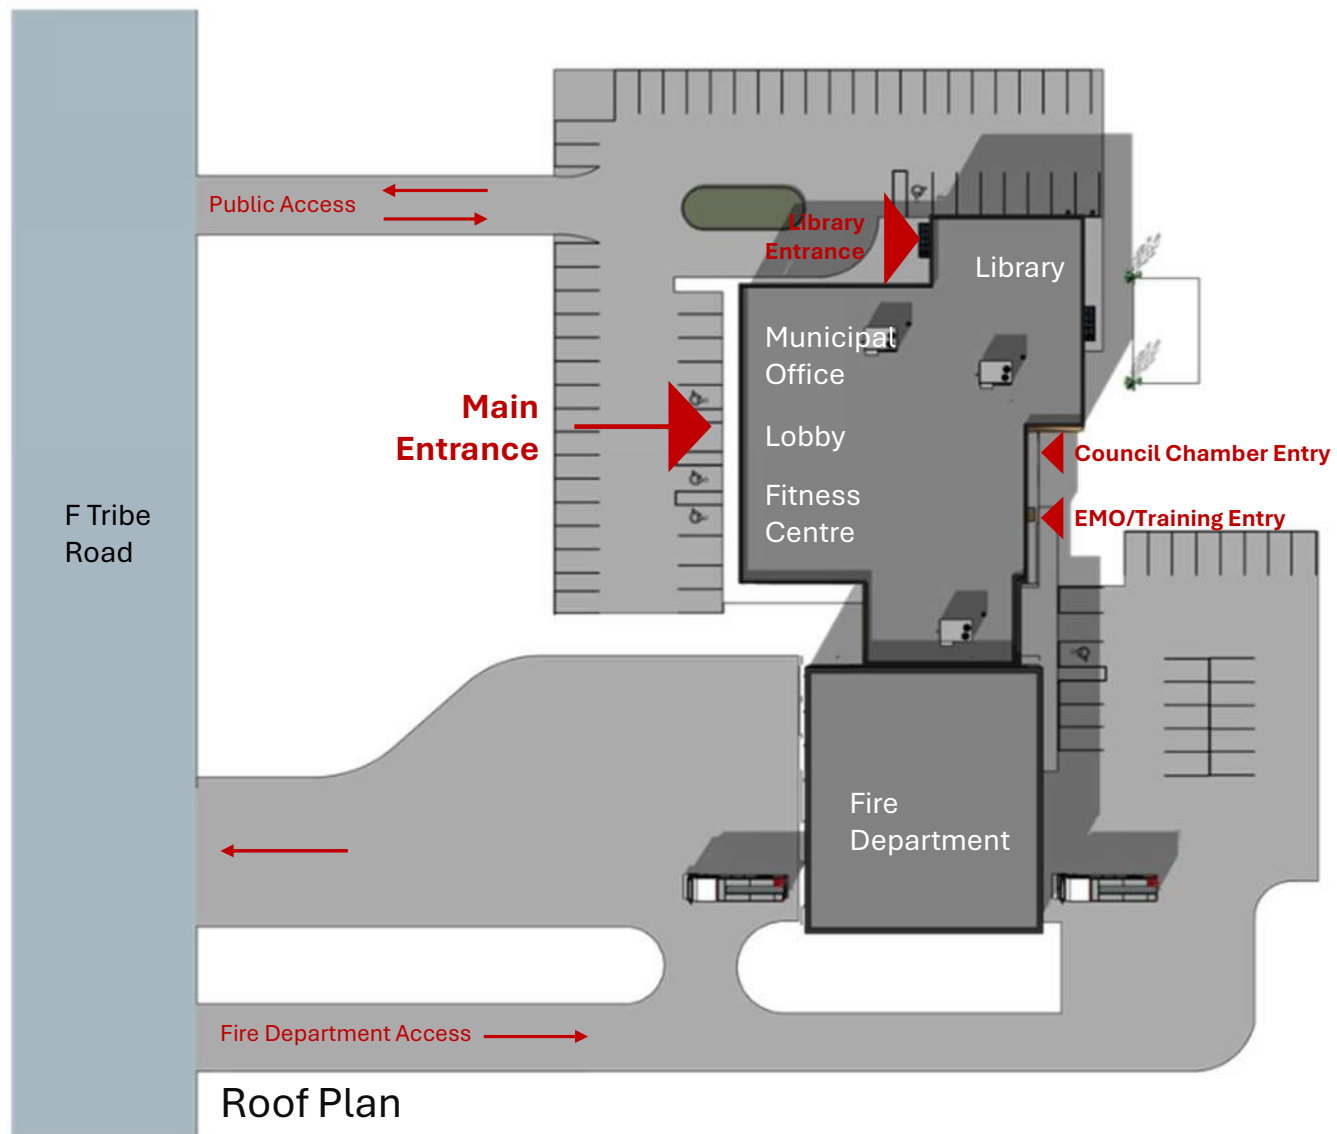 Public Access
Library
Entrance
Library
Municipal
Office
Main
Entrance
Lobby
Council Chamber Entry
Fitness
Centre
EMO/Training Entry
F Tribe
Road
Fire
Department
Fire Department Access
Roof Plan